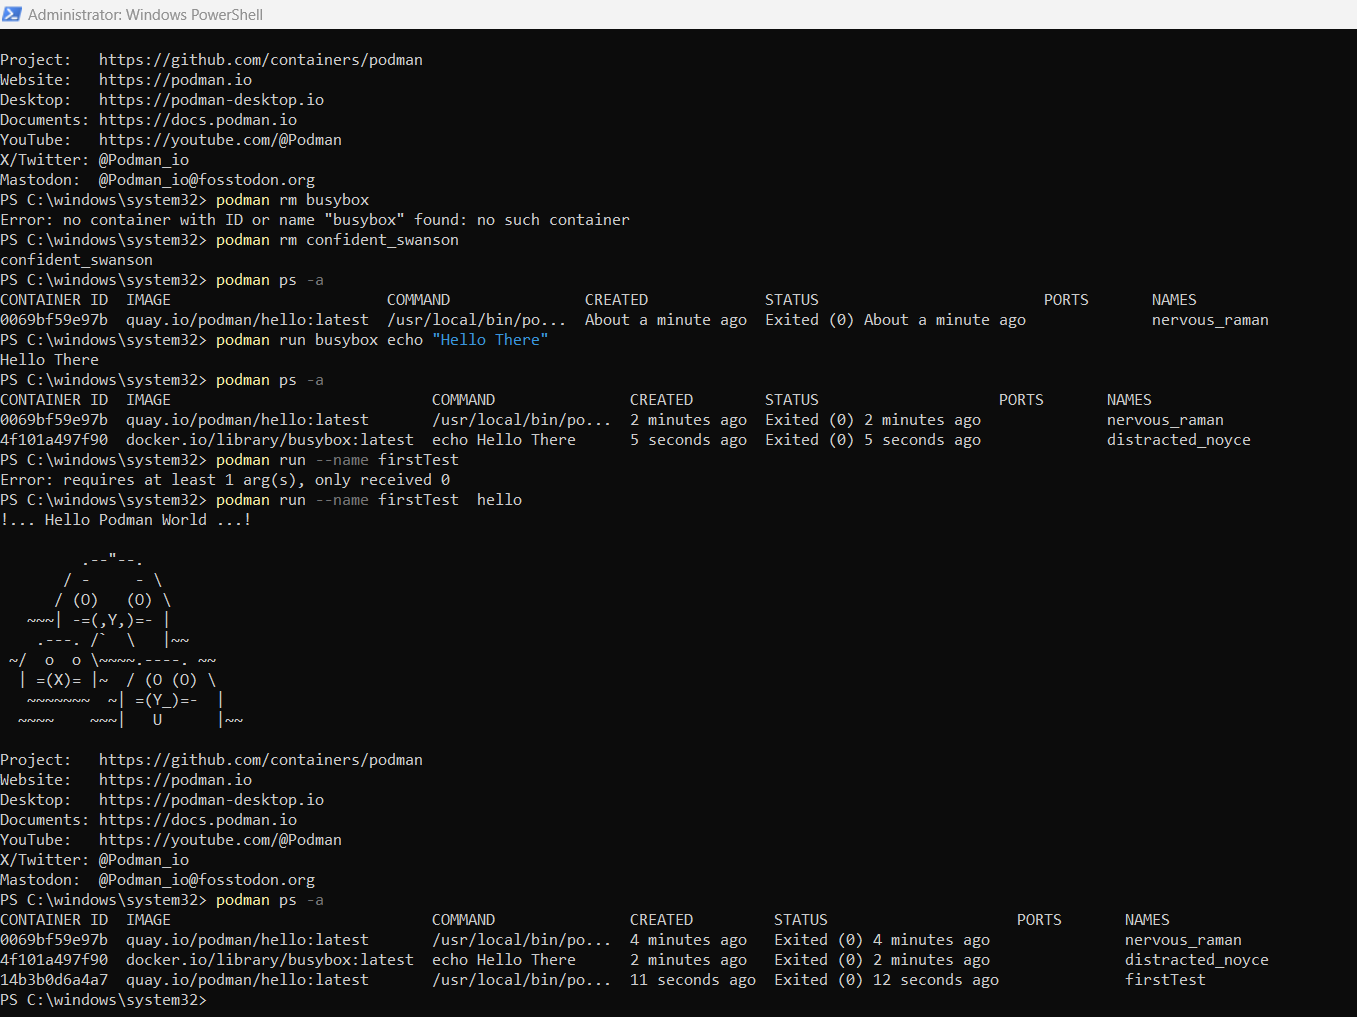 Administrator: Windows PowerShell
Project:   https://github.com/containers/podman
Website:   https://podman.io
Desktop:   https://podman-desktop.io
Documents: https://docs.podman.io
YouTube:   https://youtube.com/@Podman
X/Twitter: @Podman_io
Mastodon:  @Podman_io@fosstodon.org
PS C:\windows\system32> podman rm busybox
Error: no container with ID or name "busybox" found: no such container
PS C:\windows\system32> podman rm confident_swanson
confident_swanson
PS C:\windows\system32> podman ps -a
CONTAINER ID  IMAGE                        COMMAND               CREATED             STATUS                         PORTS       NAMES
0069bf59e97b  quay.io/podman/hello:latest  /usr/local/bin/po...  About a minute ago  Exited (0) About a minute ago              nervous_raman
PS C:\windows\system32> podman run busybox echo "Hello There"
Hello There
PS C:\windows\system32> podman ps -a
CONTAINER ID  IMAGE                             COMMAND               CREATED        STATUS                    PORTS       NAMES
0069bf59e97b  quay.io/podman/hello:latest       /usr/local/bin/po...  2 minutes ago  Exited (0) 2 minutes ago              nervous_raman
4f101a497f90  docker.io/library/busybox:latest  echo Hello There      5 seconds ago  Exited (0) 5 seconds ago              distracted_noyce
PS C:\windows\system32> podman run --name firstTest
Error: requires at least 1 arg(s), only received 0
PS C:\windows\system32> podman run --name firstTest  hello
!... Hello Podman World ...!

         .--"--.
       / -     - \
      / (O)   (O) \
   ~~~| -=(,Y,)=- |
    .---. /`  \   |~~
 ~/  o  o \~~~~.----. ~~
  | =(X)= |~  / (O (O) \
   ~~~~~~~  ~| =(Y_)=-  |
  ~~~~    ~~~|   U      |~~

Project:   https://github.com/containers/podman
Website:   https://podman.io
Desktop:   https://podman-desktop.io
Documents: https://docs.podman.io
YouTube:   https://youtube.com/@Podman
X/Twitter: @Podman_io
Mastodon:  @Podman_io@fosstodon.org
PS C:\windows\system32> podman ps -a
CONTAINER ID  IMAGE                             COMMAND               CREATED         STATUS                     PORTS       NAMES
0069bf59e97b  quay.io/podman/hello:latest       /usr/local/bin/po...  4 minutes ago   Exited (0) 4 minutes ago               nervous_raman
4f101a497f90  docker.io/library/busybox:latest  echo Hello There      2 minutes ago   Exited (0) 2 minutes ago               distracted_noyce
14b3b0d6a4a7  quay.io/podman/hello:latest       /usr/local/bin/po...  11 seconds ago  Exited (0) 12 seconds ago              firstTest
PS C:\windows\system32>